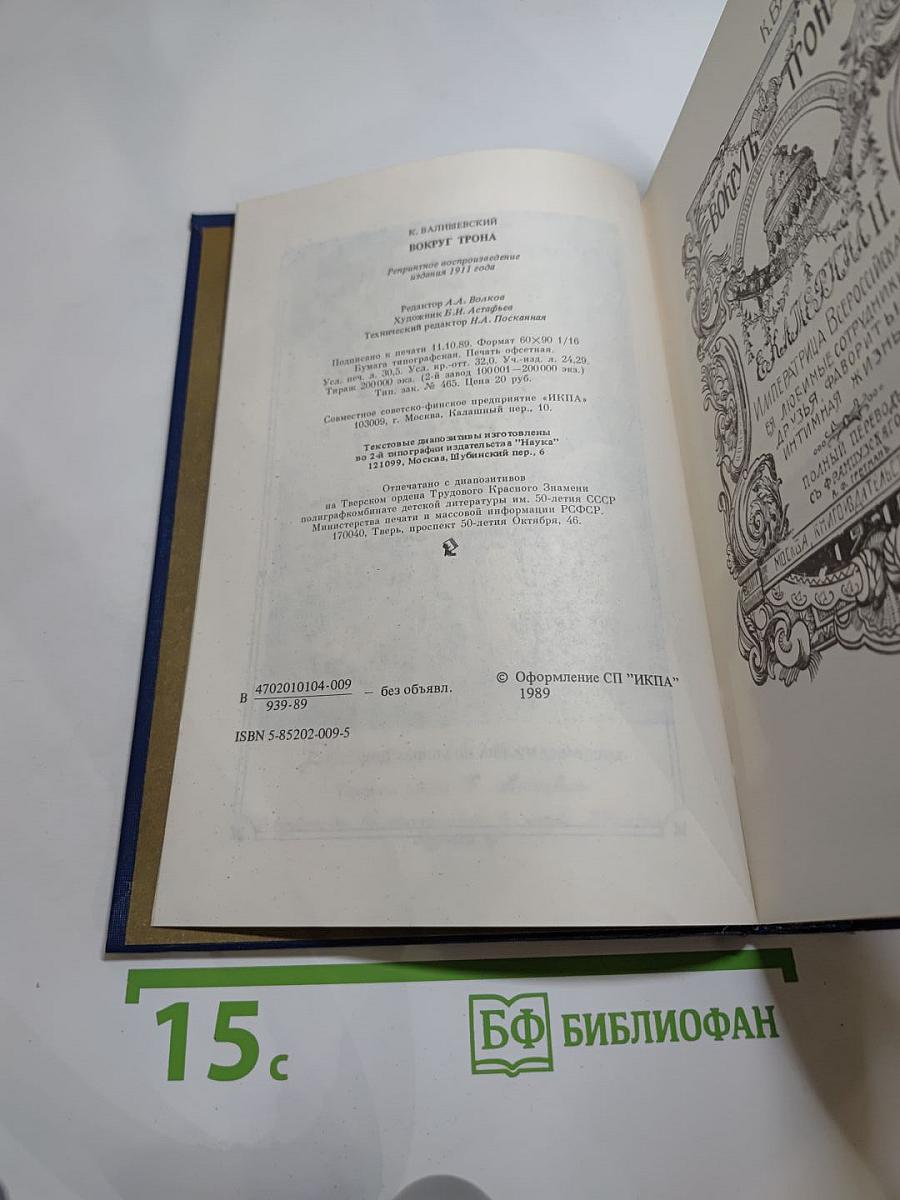 К. ВАЛИШЕВСКИЙ
ВОКРУГ ТРОНА
Репринтное воспроизведение
издания 1911 года
Редактор А.А. Волков
Художник Б.И. Астафьев
Технический редактор Н.А. Посканная
Подписано к печати 11.10.89. Формат 60×90 1/16
Бумага типографская. Печать офсетная.
Усл. печ. л. 30,5. Усл. кр.-отт. 32,0. Уч.-изд. л. 24,29.
Тираж 200000 экз. (2-й завод 100001—200000 экз.)
Тип. зак. № 465. Цена 20 руб.
Совместное советско-финское предприятие «ИКПА»
103009, г. Москва, Калашный пер., 10.
Текстовые диапозитивы изготовлены
во 2-й типографии издательства "Наука"
121099, Москва, Шубинский пер., 6
Отпечатано с диапозитивов
на Тверском ордена Трудового Красного Знамени
полиграфкомбинате детской литературы им. 50-летия СССР
Министерства печати и массовой информации РСФСР.
170040, Тверь, проспект 50-летия Октября, 46.
В 4702010104-009 — без объявл.
939-89
© Оформление СП "ИКПА"
1989
ISBN 5-85202-009-5
К. ВА
ТРОНА
ВОКРУГЪ
ЕКАТЕРИНА II.
ИМПЕРАТРИЦА ВСЕРОССІЙСКАЯ
ЕЯ ЛЮБИМЫЕ СОТРУДНИКИ
ДРУЗЬЯ ФАВОРИТЫ
ИНТИМНАЯ ЖИЗНЬ
ПОЛНЫЙ ПЕРЕВОДЪ
СЪ ФРАНЦУЗСКАГО
МОСКВА
15 с
БФ БИБЛИОФАН